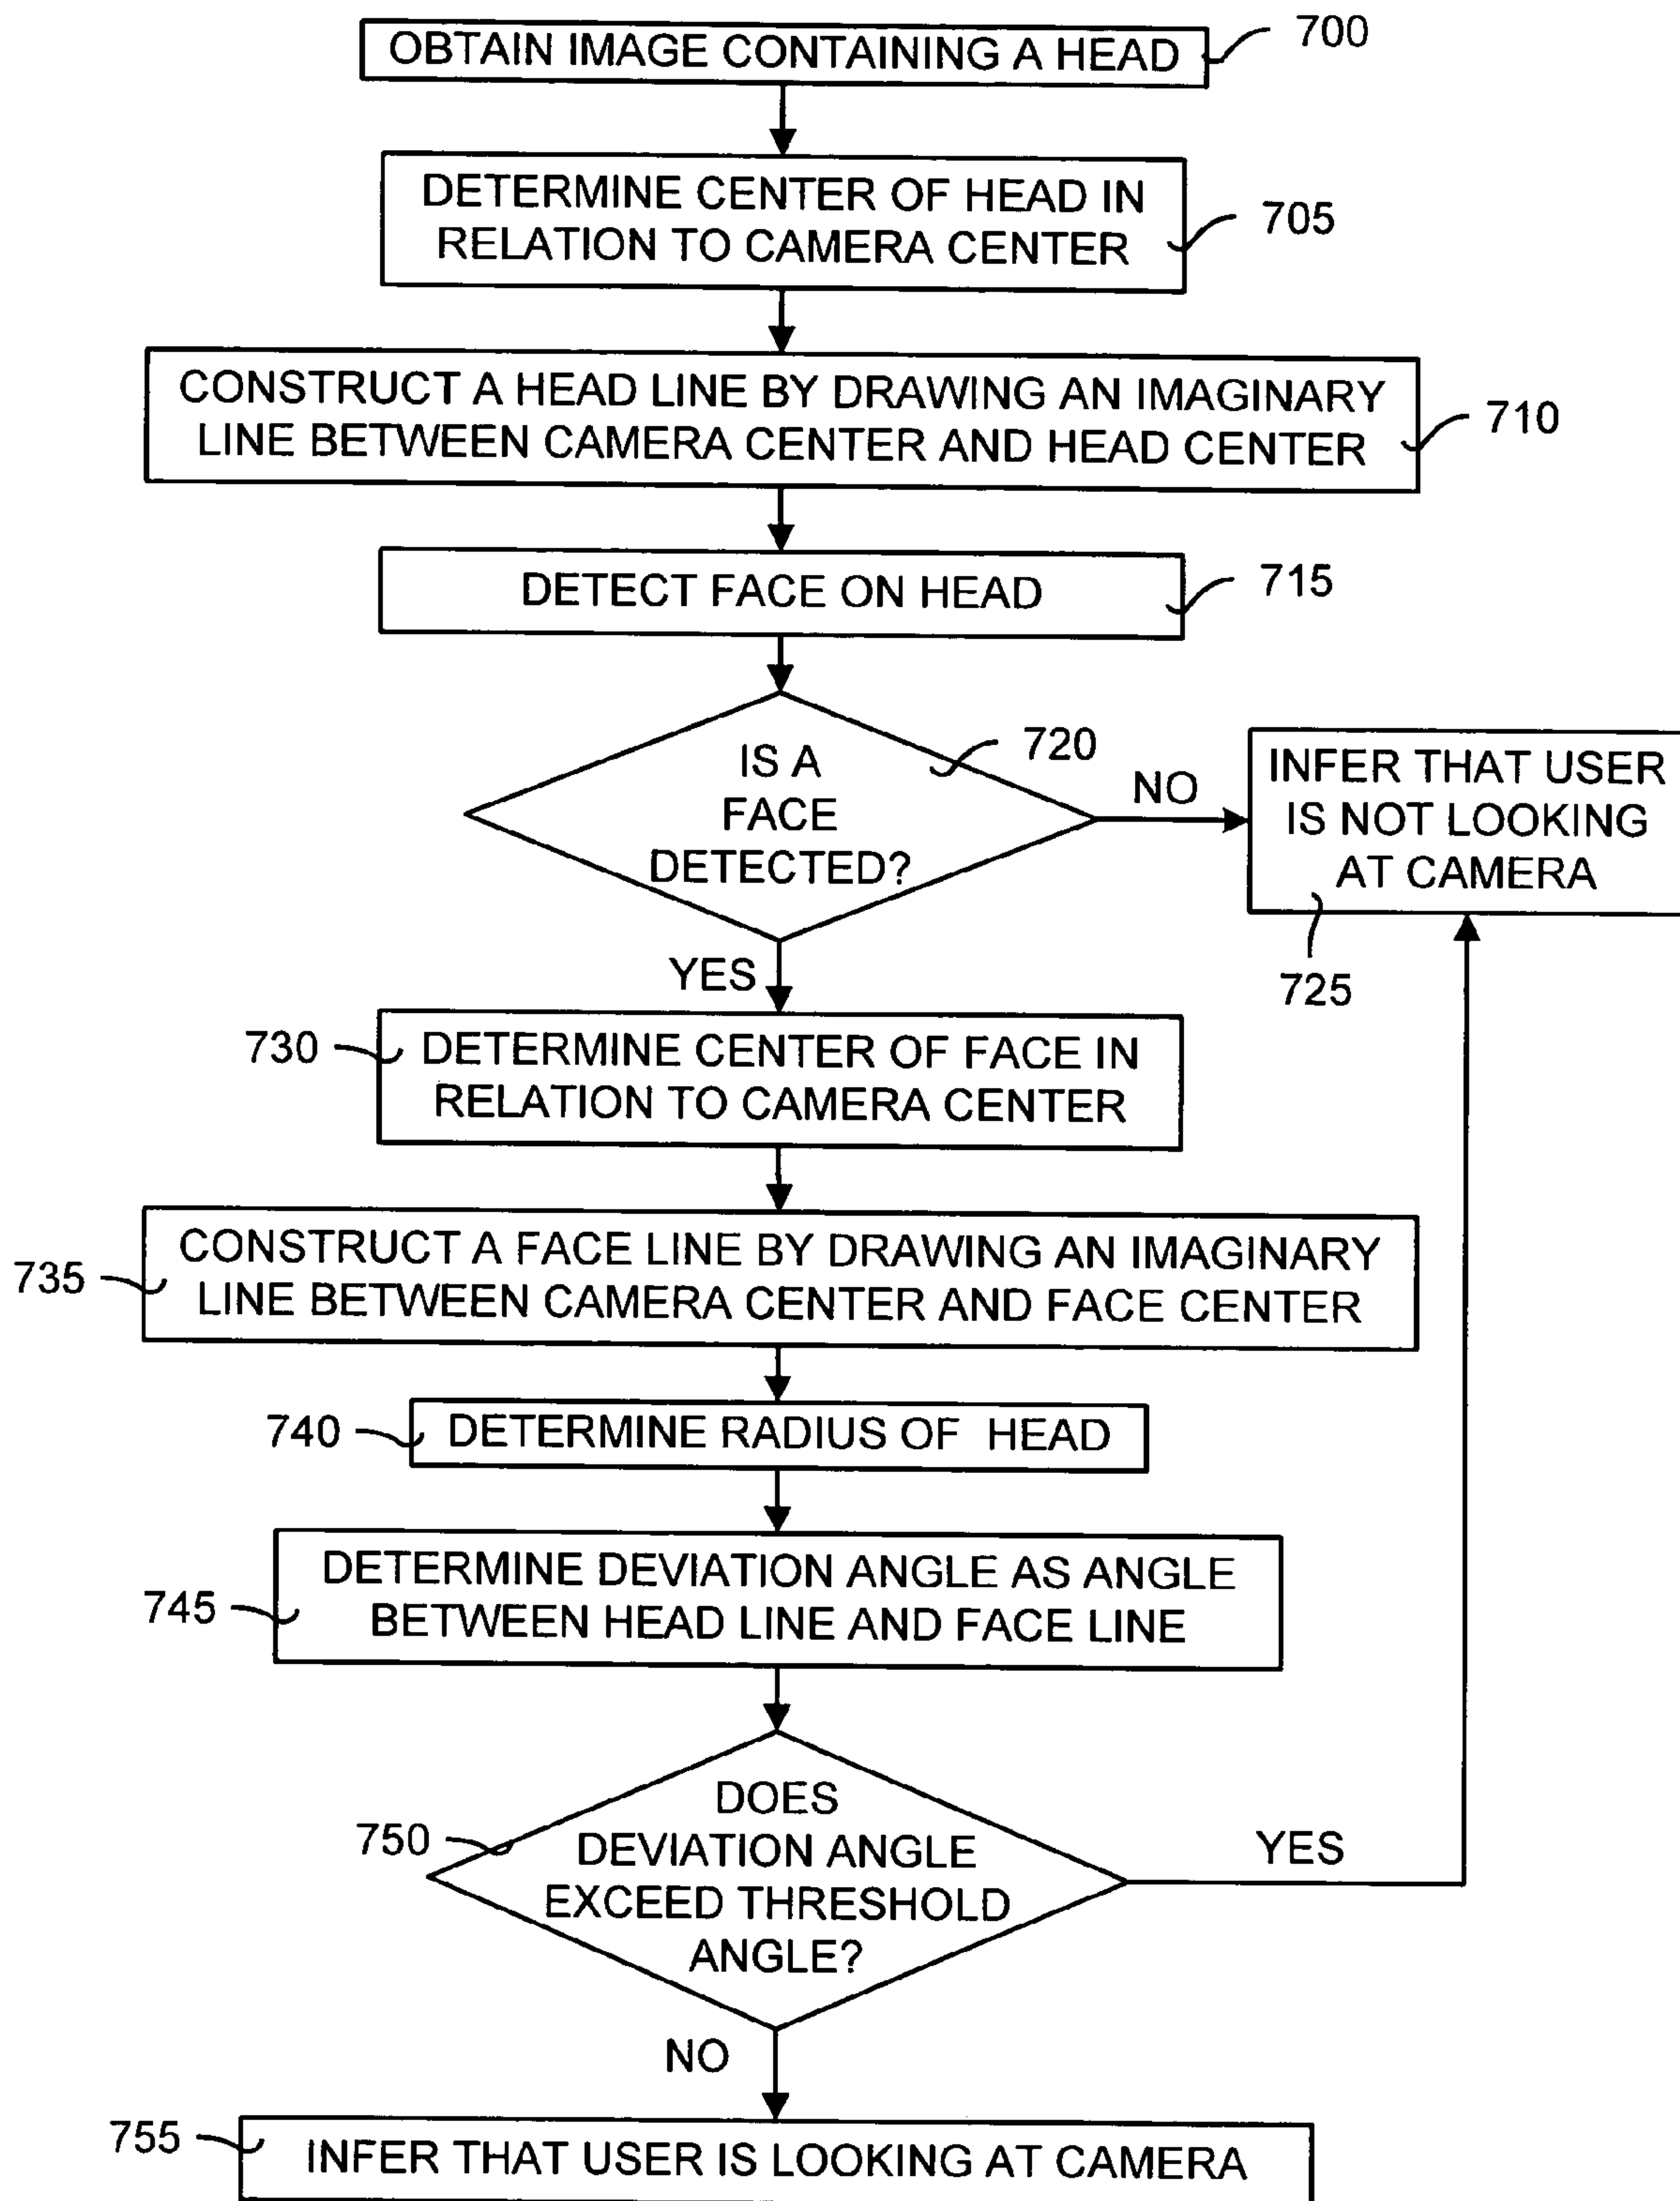 OBTAIN IMAGE CONTAINING A HEAD
700
DETERMINE CENTER OF HEAD IN
RELATION TO CAMERA CENTER
705
CONSTRUCT A HEAD LINE BY DRAWING AN IMAGINARY
LINE BETWEEN CAMERA CENTER AND HEAD CENTER
710
DETECT FACE ON HEAD
715
IS A
FACE
DETECTED?
720
NO
INFER THAT USER
IS NOT LOOKING
AT CAMERA
725
YES
730
DETERMINE CENTER OF FACE IN
RELATION TO CAMERA CENTER
735
CONSTRUCT A FACE LINE BY DRAWING AN IMAGINARY
LINE BETWEEN CAMERA CENTER AND FACE CENTER
740
DETERMINE RADIUS OF HEAD
745
DETERMINE DEVIATION ANGLE AS ANGLE
BETWEEN HEAD LINE AND FACE LINE
750
DOES
DEVIATION ANGLE
EXCEED THRESHOLD
ANGLE?
YES
NO
755
INFER THAT USER IS LOOKING AT CAMERA